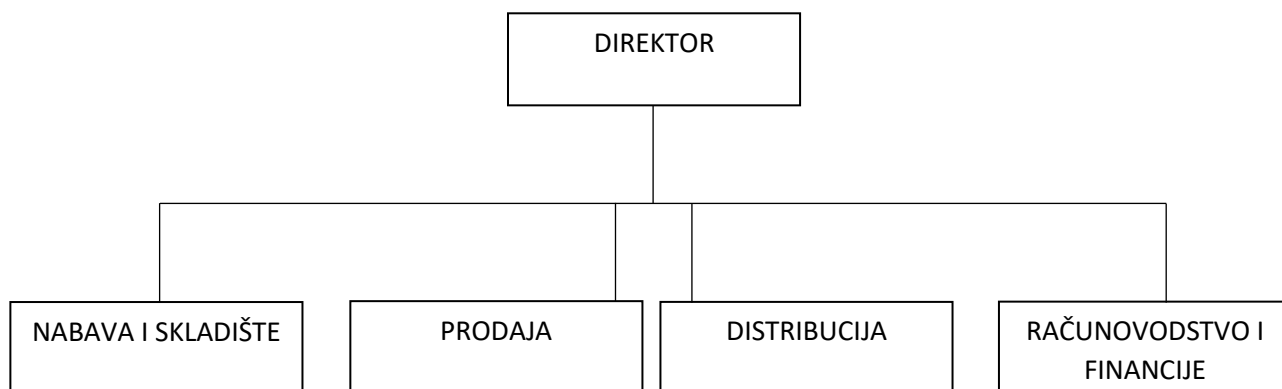 DIREKTOR
NABAVA I SKLADIŠTE
PRODAJA
DISTRIBUCIJA
RAČUNOVODSTVO I
FINANCIJE